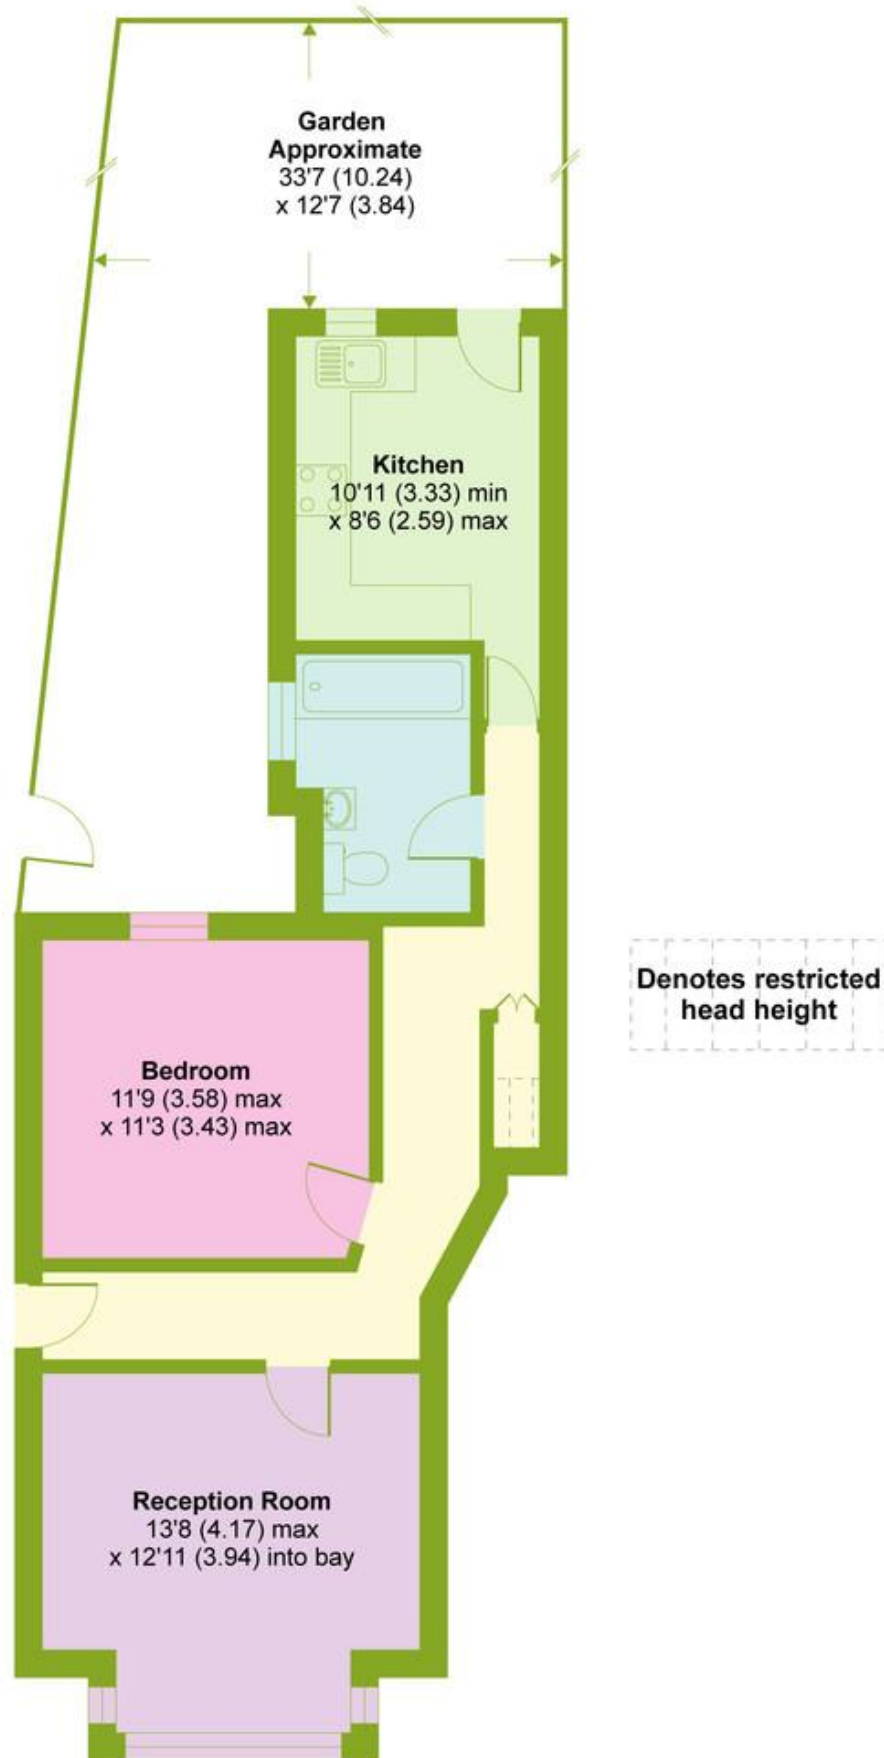 Garden
Approximate
33'7 (10.24)
x 12'7 (3.84)
Kitchen
10'11 (3.33) min
x 8'6 (2.59) max
Denotes restricted
head height
Bedroom
11'9 (3.58) max
x 11'3 (3.43) max
Reception Room
13'8 (4.17) max
x 12'11 (3.94) into bay